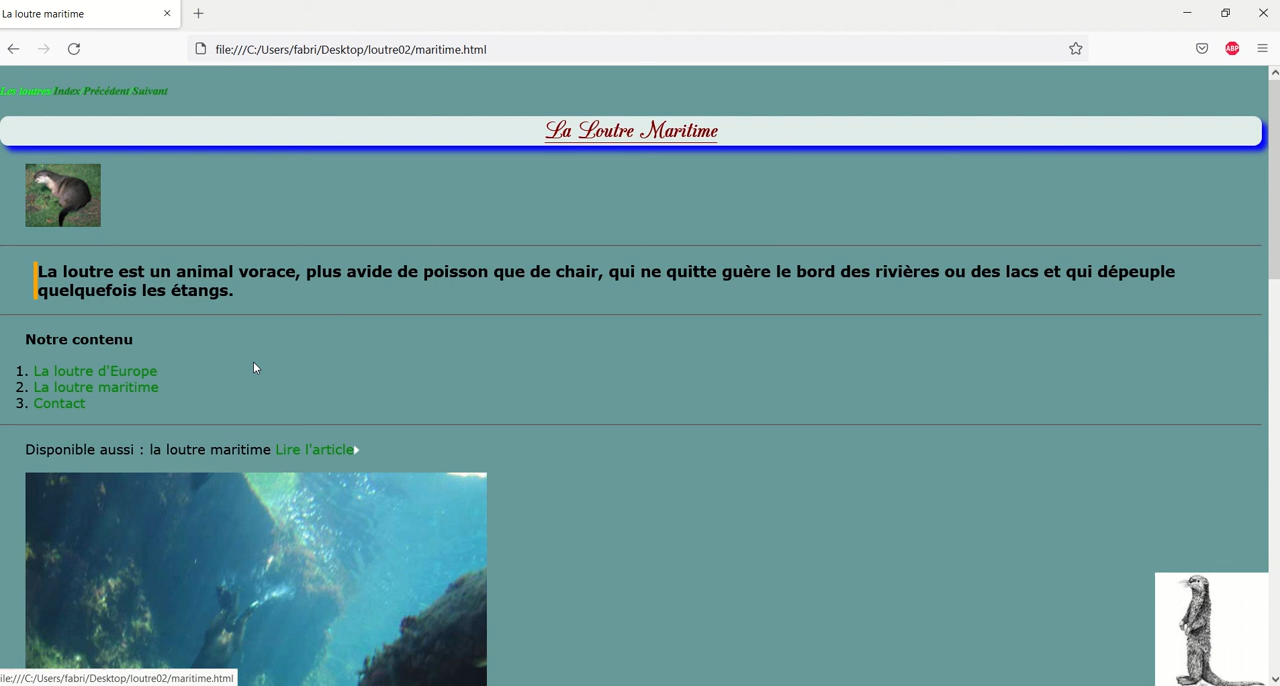 La loutre maritime
file:///C:/Users/fabri/Desktop/loutre02/maritime.html
ABP
Les loutres Index Précédent Suivant
La Loutre Maritime
La loutre est un animal vorace, plus avide de poisson que de chair, qui ne quitte guère le bord des rivières ou des lacs et qui dépeuple
quelquefois les étangs.
Notre contenu
1. La loutre d'Europe
2. La loutre maritime
3. Contact
Disponible aussi : la loutre maritime Lire l'article
ile:///C:/Users/fabri/Desktop/loutre02/maritime.html